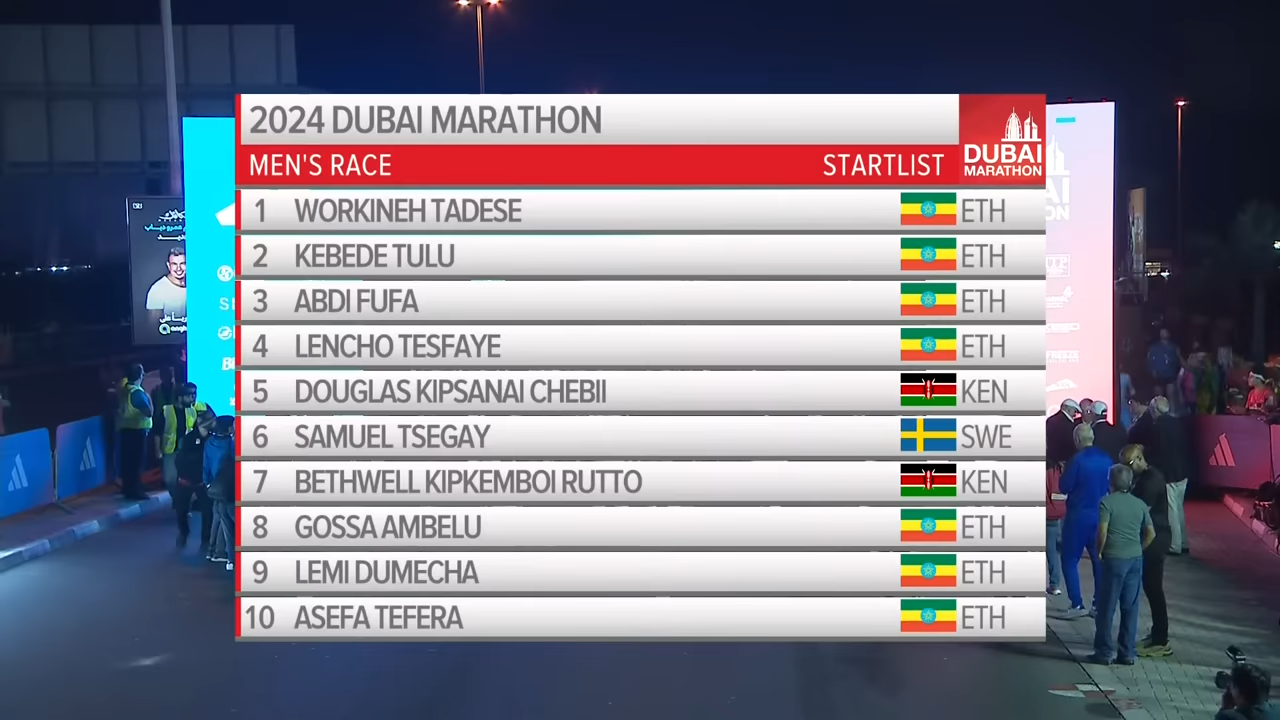 2024 DUBAI MARATHON
MEN'S RACE STARTLIST
DUBAI
MARATHON
1 WORKINEH TADESE ETH
2 KEBEDE TULU ETH
3 ABDI FUFA ETH
4 LENCHO TESFAYE ETH
5 DOUGLAS KIPSANAI CHEBII KEN
6 SAMUEL TSEGAY SWE
7 BETHWELL KIPKEMBOI RUTTO KEN
8 GOSSA AMBELU ETH
9 LEMI DUMECHA ETH
10 ASEFA TEFERA ETH